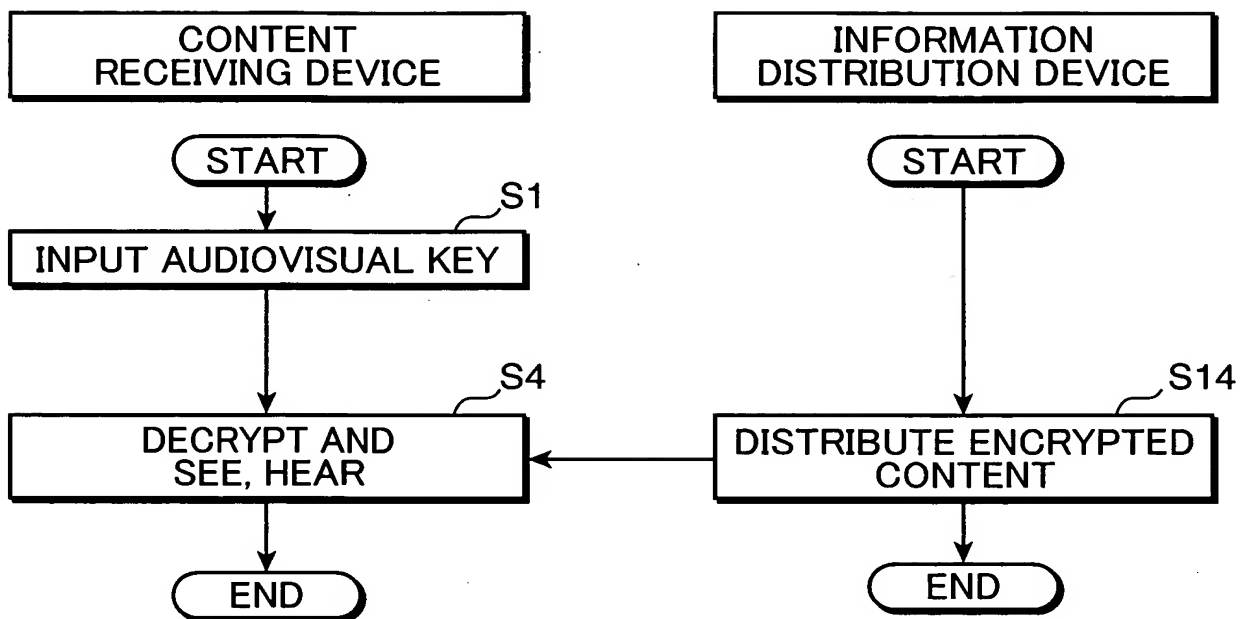 CONTENT
RECEIVING DEVICE
INFORMATION
DISTRIBUTION DEVICE
START
START
S1
INPUT AUDIOVISUAL KEY
S4
DECRYPT AND
SEE, HEAR
S14
DISTRIBUTE ENCRYPTED
CONTENT
END
END